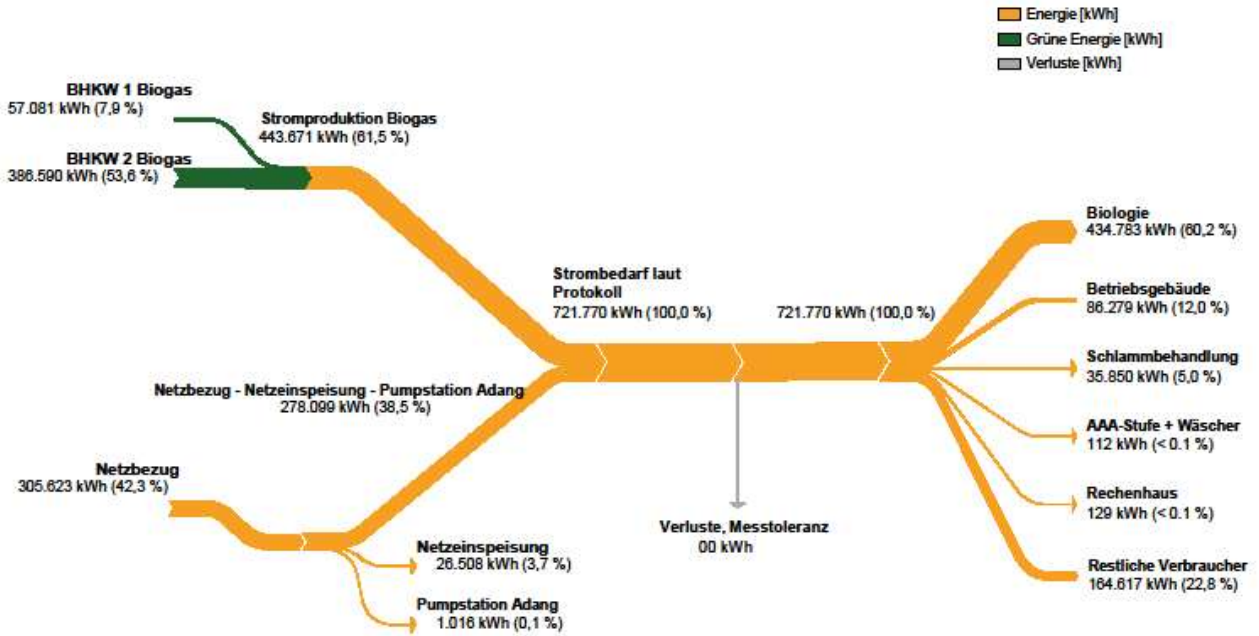 Energie [kWh]
Grüne Energie [kWh]
Verluste [kWh]
BHKW 1 Biogas
57.081 kWh (7,9 %)
Stromproduktion Biogas
443.671 kWh (61,5 %)
BHKW 2 Biogas
386.590 kWh (53,6 %)
Biologie
434.783 kWh (60,2 %)
Strombedarf laut
Protokoll
721.770 kWh (100,0 %)
721.770 kWh (100,0 %)
Betriebsgebäude
86.279 kWh (12,0 %)
Schlammbehandlung
35.850 kWh (5,0 %)
Netzbezug - Netzeinspeisung - Pumpstation Adang
278.099 kWh (38,5 %)
AAA-Stufe + Wäscher
112 kWh (< 0.1 %)
Netzbezug
305.623 kWh (42,3 %)
Rechenhaus
129 kWh (< 0.1 %)
Verluste, Messtoleranz
00 kWh
Netzeinspeisung
26.508 kWh (3,7 %)
Restliche Verbraucher
164.617 kWh (22,8 %)
Pumpstation Adang
1.016 kWh (0,1 %)